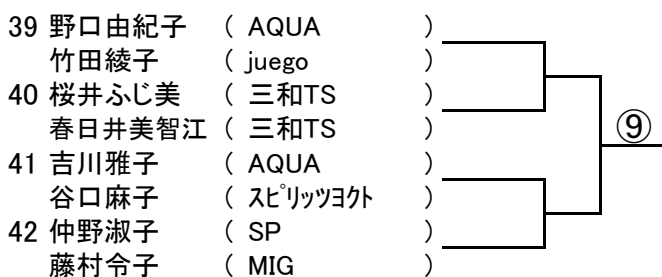 39 野口由紀子 ( AQUA )
竹田綾子 ( juego )
40 桜井ふじ美 ( 三和TS )
春日井美智江 ( 三和TS )
⑨
41 吉川雅子 ( AQUA )
谷口麻子 ( ｽﾋﾟﾘｯﾂﾖｸﾄ )
42 仲野淑子 ( SP )
藤村令子 ( MIG )